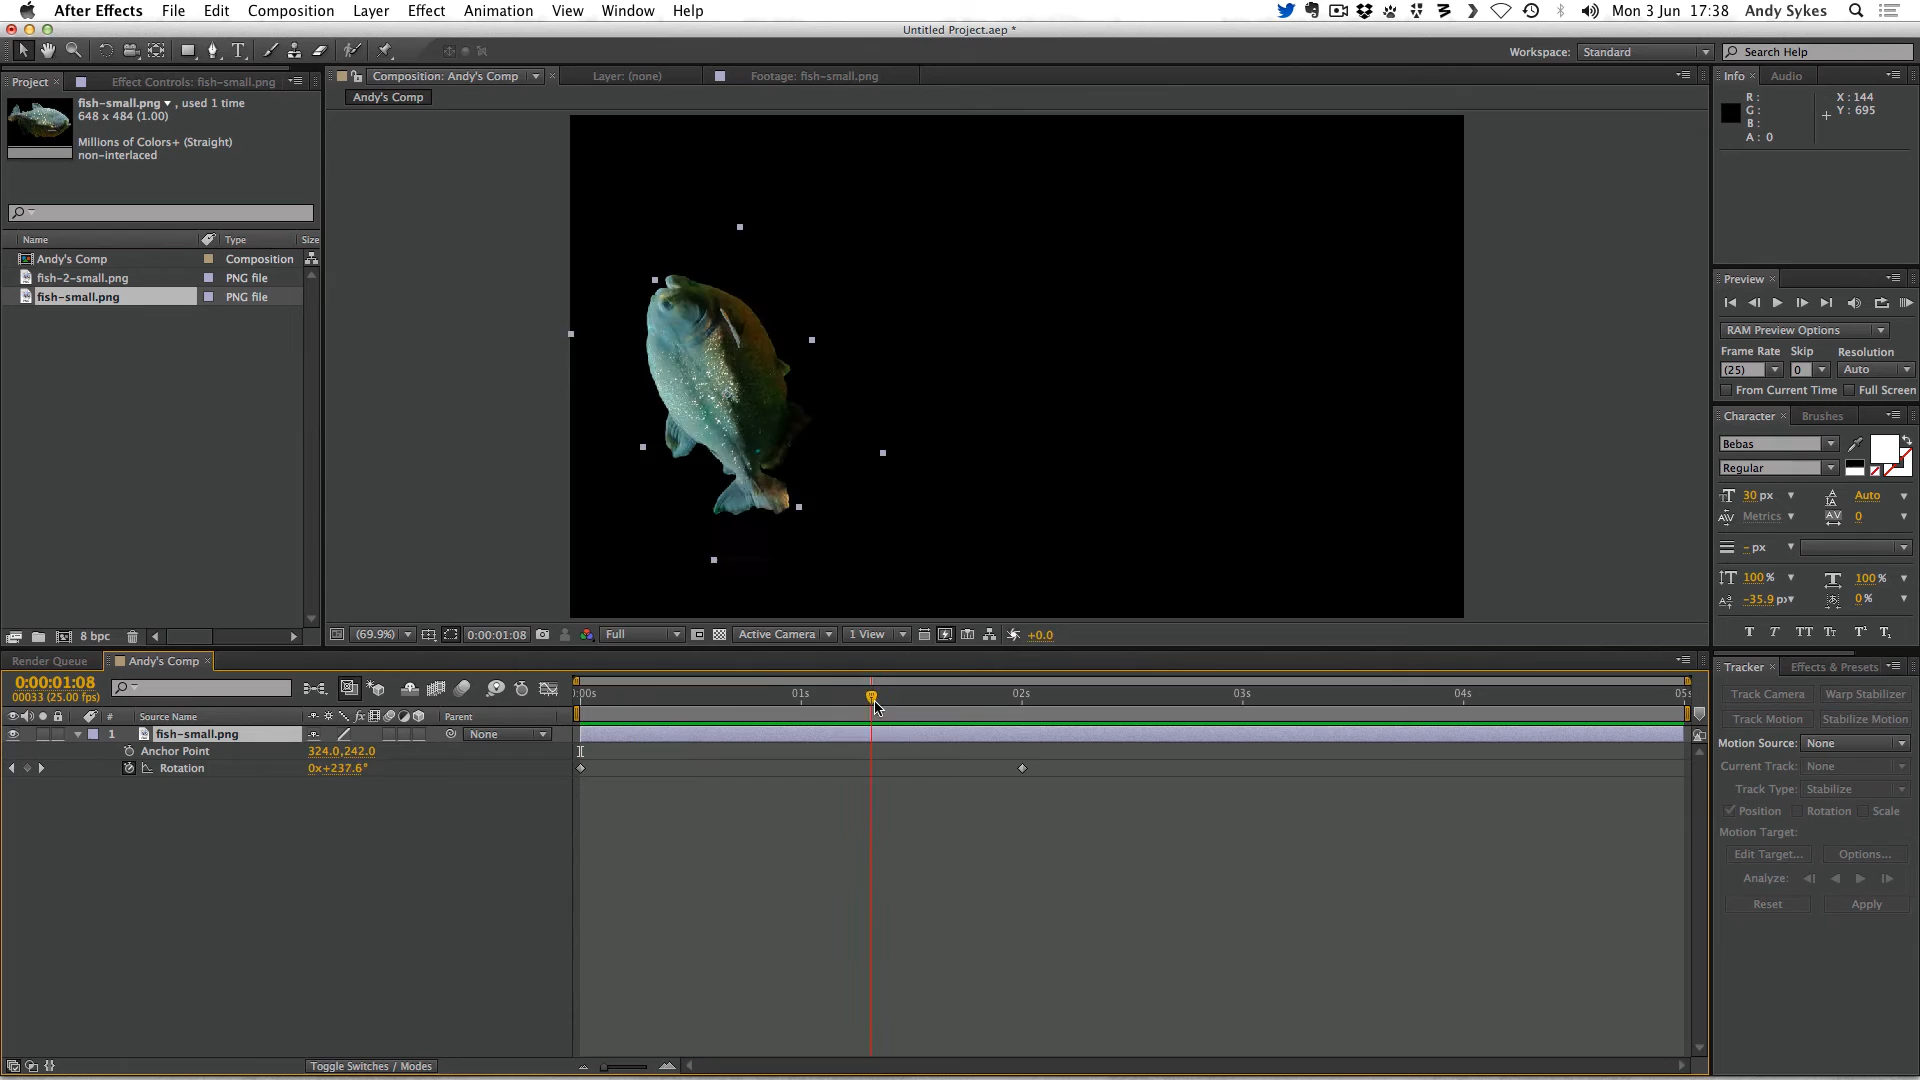 After Effects File Edit Composition Layer Effect Animation View Window Help Mon 3 Jun 17:38 Andy Sykes
Untitled Project.aep *
Workspace: Standard Search Help
Project Effect Controls: fish-small.png Composition: Andy's Comp Layer: (none) Footage: fish-small.png Info Audio
Andy's Comp
fish-small.png , used 1 time
648 x 484 (1.00)
Millions of Colors+ (Straight)
non-interlaced
R : X : 144
G : Y : 695
B :
A : 0
Name Type Size
Andy's Comp Composition
fish-2-small.png PNG file
fish-small.png PNG file
Preview
RAM Preview Options
Frame Rate Skip Resolution
(25) 0 Auto
From Current Time Full Screen
Character Brushes
Bebas
Regular
30 px Auto
Metrics 0
- px
100 % 100 %
-35.9 px 0 %
T T TT Tr T¹ T₁
8 bpc (69.9%) 0:00:01:08 Full Active Camera 1 View +0.0
Render Queue Andy's Comp
0:00:01:08
00033 (25.00 fps)
:00s 01s 02s 03s 04s 05s
# Source Name Parent
1 fish-small.png None
Anchor Point 324.0,242.0
Rotation 0x+237.6°
Toggle Switches / Modes
Tracker Effects & Presets
Track Camera Warp Stabilizer
Track Motion Stabilize Motion
Motion Source: None
Current Track: None
Track Type: Stabilize
Position Rotation Scale
Motion Target:
Edit Target... Options...
Analyze:
Reset Apply